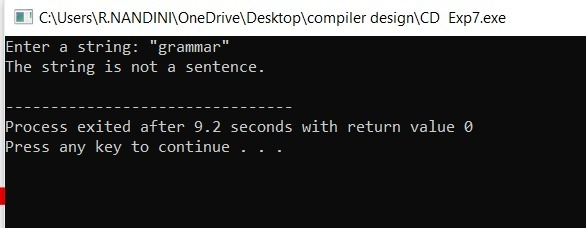 C:\Users\R.NANDINI\OneDrive\Desktop\compiler design\CD  Exp7.exe
Enter a string: "grammar"
The string is not a sentence.
--------------------------------
Process exited after 9.2 seconds with return value 0
Press any key to continue . . .